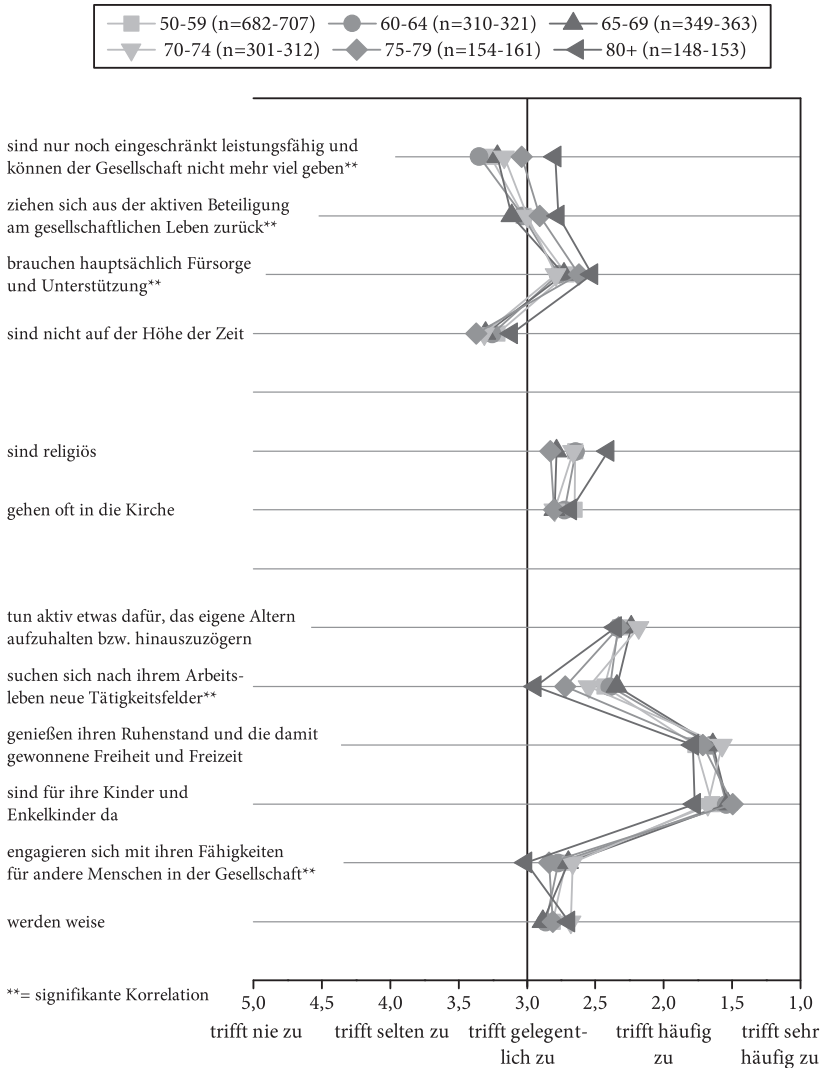 50-59 (n=682-707) 60-64 (n=310-321) 65-69 (n=349-363)
70-74 (n=301-312) 75-79 (n=154-161) 80+ (n=148-153)
sind nur noch eingeschränkt leistungsfähig und
können der Gesellschaft nicht mehr viel geben**
ziehen sich aus der aktiven Beteiligung
am gesellschaftlichen Leben zurück**
brauchen hauptsächlich Fürsorge
und Unterstützung**
sind nicht auf der Höhe der Zeit
sind religiös
gehen oft in die Kirche
tun aktiv etwas dafür, das eigene Altern
aufzuhalten bzw. hinauszuzögern
suchen sich nach ihrem Arbeits-
leben neue Tätigkeitsfelder**
genießen ihren Ruhenstand und die damit
gewonnene Freiheit und Freizeit
sind für ihre Kinder und
Enkelkinder da
engagieren sich mit ihren Fähigkeiten
für andere Menschen in der Gesellschaft**
werden weise
**= signifikante Korrelation
5,0 4,5 4,0 3,5 3,0 2,5 2,0 1,5 1,0
trifft nie zu trifft selten zu trifft gelegent- trifft häufig trifft sehr
lich zu zu häufig zu